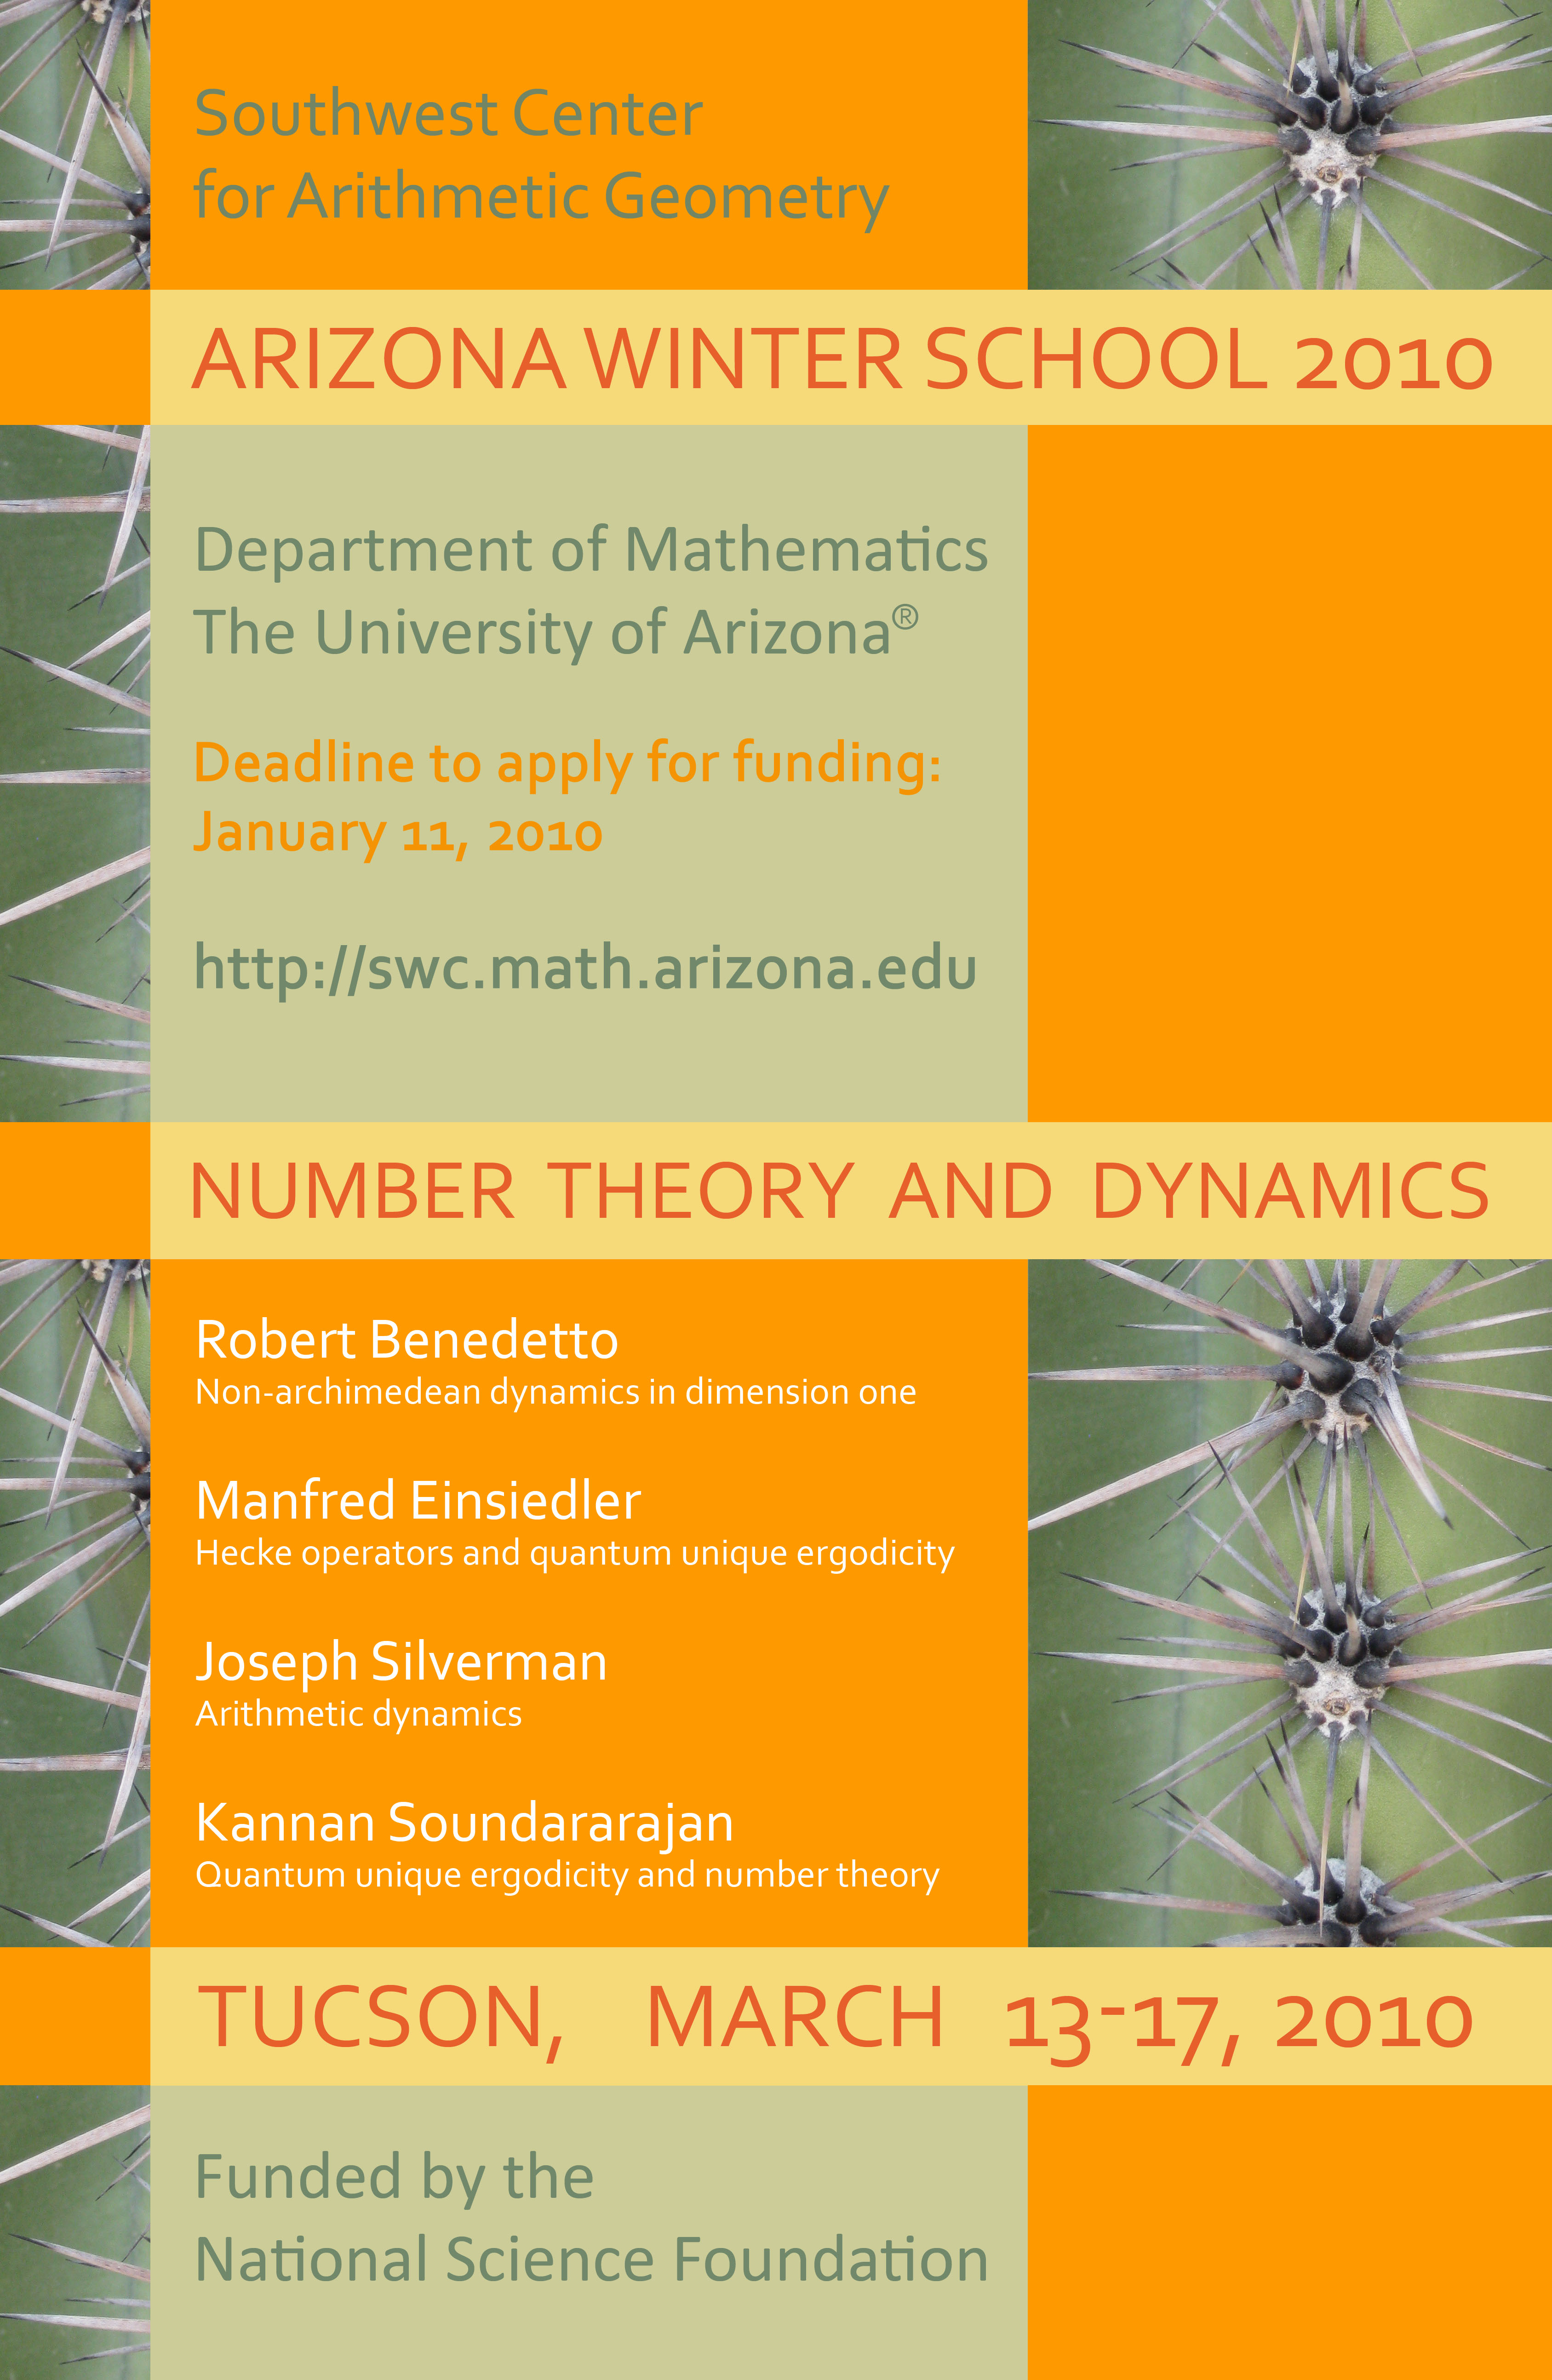 Southwest Center
for Arithmetic Geometry
ARIZONA WINTER SCHOOL 2010
Department of Mathematics
The University of Arizona®
Deadline to apply for funding:
January 11, 2010
http://swc.math.arizona.edu
NUMBER THEORY AND DYNAMICS
Robert Benedetto
Non-archimedean dynamics in dimension one
Manfred Einsiedler
Hecke operators and quantum unique ergodicity
Joseph Silverman
Arithmetic dynamics
Kannan Soundararajan
Quantum unique ergodicity and number theory
TUCSON, MARCH 13-17, 2010
Funded by the
National Science Foundation